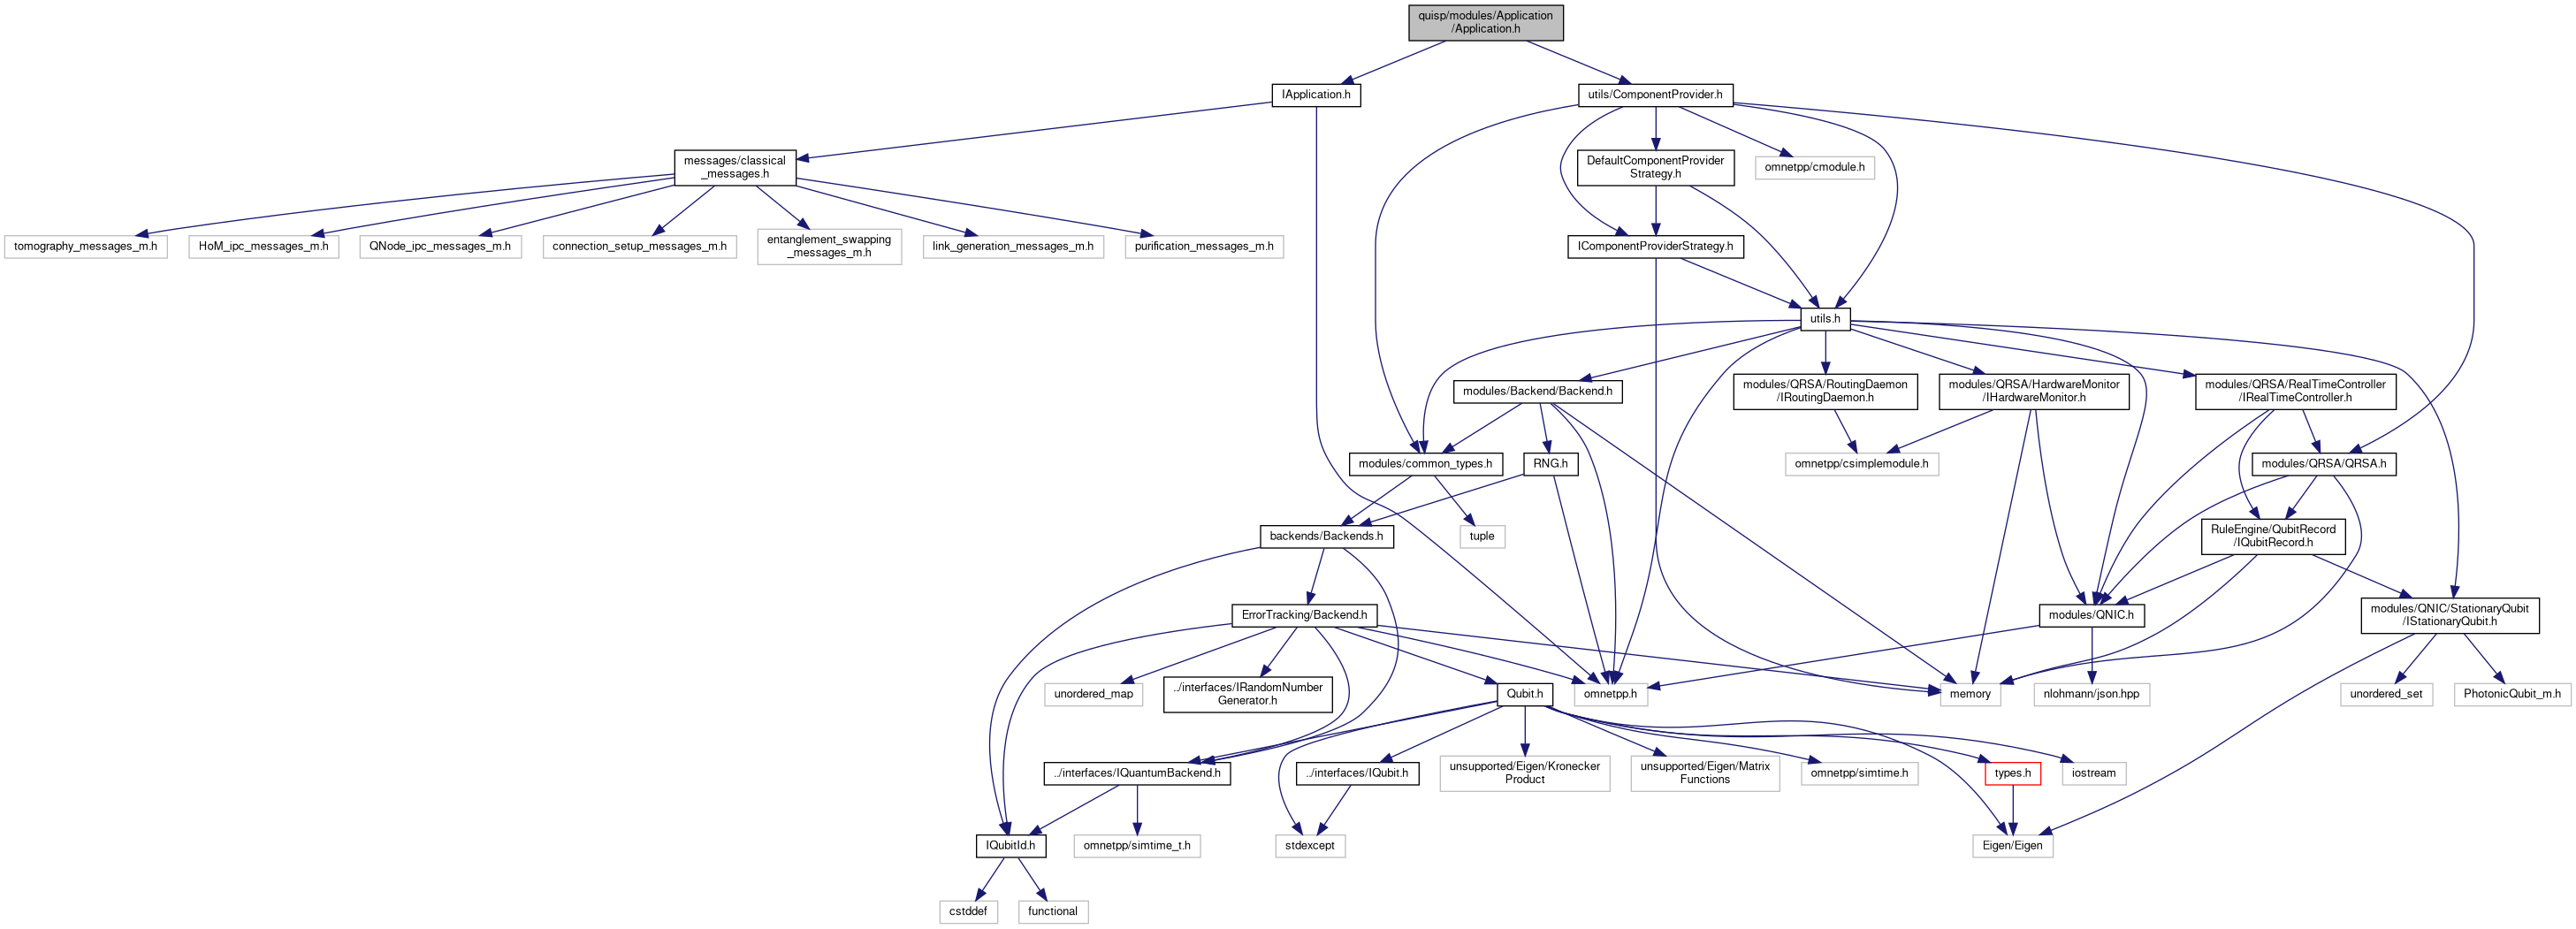 quisp/modules/Application
/Application.h
IApplication.h
utils/ComponentProvider.h
messages/classical
_messages.h
DefaultComponentProvider
Strategy.h
omnetpp/cmodule.h
tomography_messages_m.h
HoM_ipc_messages_m.h
QNode_ipc_messages_m.h
connection_setup_messages_m.h
entanglement_swapping
_messages_m.h
link_generation_messages_m.h
purification_messages_m.h
IComponentProviderStrategy.h
utils.h
modules/Backend/Backend.h
modules/QRSA/RoutingDaemon
/IRoutingDaemon.h
modules/QRSA/HardwareMonitor
/IHardwareMonitor.h
modules/QRSA/RealTimeController
/IRealTimeController.h
modules/common_types.h
RNG.h
omnetpp/csimplemodule.h
modules/QRSA/QRSA.h
backends/Backends.h
tuple
RuleEngine/QubitRecord
/IQubitRecord.h
ErrorTracking/Backend.h
modules/QNIC.h
modules/QNIC/StationaryQubit
/IStationaryQubit.h
unordered_map
../interfaces/IRandomNumber
Generator.h
Qubit.h
omnetpp.h
memory
nlohmann/json.hpp
unordered_set
PhotonicQubit_m.h
../interfaces/IQuantumBackend.h
../interfaces/IQubit.h
unsupported/Eigen/Kronecker
Product
unsupported/Eigen/Matrix
Functions
omnetpp/simtime.h
types.h
iostream
IQubitId.h
omnetpp/simtime_t.h
stdexcept
Eigen/Eigen
cstddef
functional